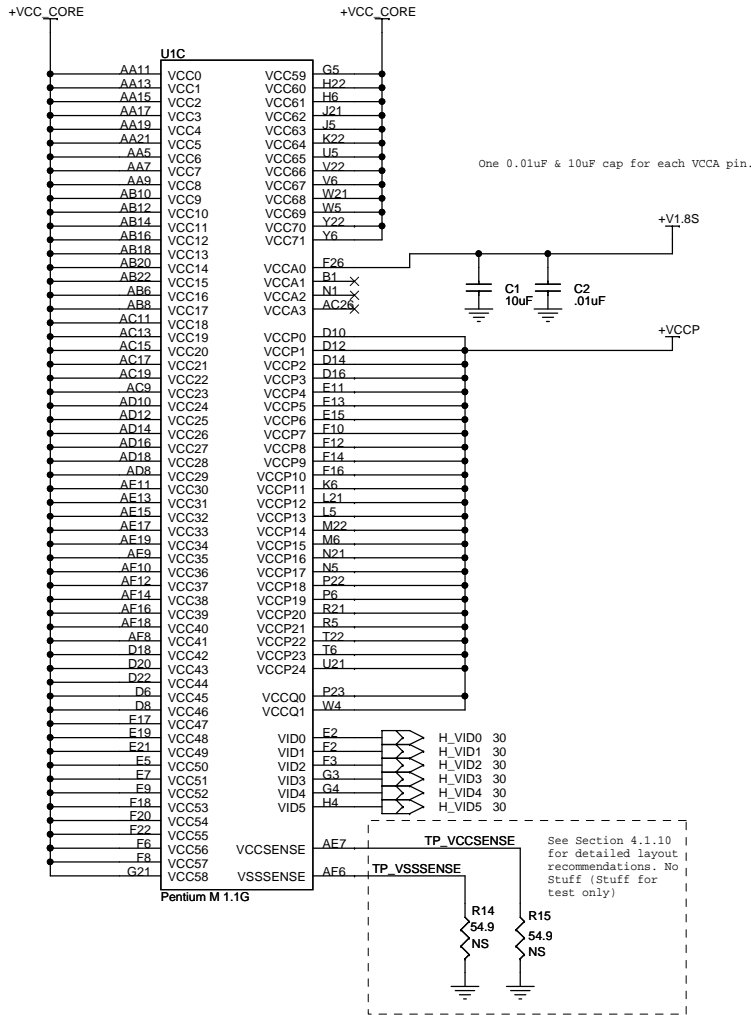 +VCC_CORE
+VCC_CORE
U1C
AA11 VCC0 VCC59 G5
AA13 VCC1 VCC60 H22
AA15 VCC2 VCC61 H6
AA17 VCC3 VCC62 J21
AA19 VCC4 VCC63 J5
AA21 VCC5 VCC64 K22
AA5 VCC6 VCC65 U5
AA7 VCC7 VCC66 V22
AA9 VCC8 VCC67 V6
AB10 VCC9 VCC68 W21
AB12 VCC10 VCC69 W5
AB14 VCC11 VCC70 Y22
AB16 VCC12 VCC71 Y6
AB18 VCC13
AB20 VCC14 VCCA0 F26
AB22 VCC15 VCCA1 B1
AB6 VCC16 VCCA2 N1
AB8 VCC17 VCCA3 AC26
AC11 VCC18
AC13 VCC19 VCCP0 D10
AC15 VCC20 VCCP1 D12
AC17 VCC21 VCCP2 D14
AC19 VCC22 VCCP3 D16
AC9 VCC23 VCCP4 E11
AD10 VCC24 VCCP5 E13
AD12 VCC25 VCCP6 E15
AD14 VCC26 VCCP7 F10
AD16 VCC27 VCCP8 F12
AD18 VCC28 VCCP9 F14
AD8 VCC29 VCCP10 F16
AE11 VCC30 VCCP11 K6
AE13 VCC31 VCCP12 L21
AE15 VCC32 VCCP13 L5
AE17 VCC33 VCCP14 M22
AE19 VCC34 VCCP15 M6
AE9 VCC35 VCCP16 N21
AF10 VCC36 VCCP17 N5
AF12 VCC37 VCCP18 P22
AF14 VCC38 VCCP19 P6
AF16 VCC39 VCCP20 R21
AF18 VCC40 VCCP21 R5
AF8 VCC41 VCCP22 T22
D18 VCC42 VCCP23 T6
D20 VCC43 VCCP24 U21
D22 VCC44
D6 VCC45 VCCQ0 P23
D8 VCC46 VCCQ1 W4
E17 VCC47
E19 VCC48 VID0 E2 H_VID0 30
E21 VCC49 VID1 F2 H_VID1 30
E5 VCC50 VID2 F3 H_VID2 30
E7 VCC51 VID3 G3 H_VID3 30
E9 VCC52 VID4 G4 H_VID4 30
F18 VCC53 VID5 H4 H_VID5 30
F20 VCC54
F22 VCC55
F6 VCC56 VCCSENSE AE7 TP_VCCSENSE
F8 VCC57
G21 VCC58 VSSSENSE AF6 TP_VSSSENSE
Pentium M 1.1G
One 0.01uF & 10uF cap for each VCCA pin.
+V1.8S
C1
10uF
C2
.01uF
+VCCP
See Section 4.1.10
for detailed layout
recommendations. No
Stuff (Stuff for
test only)
R14
54.9
NS
R15
54.9
NS